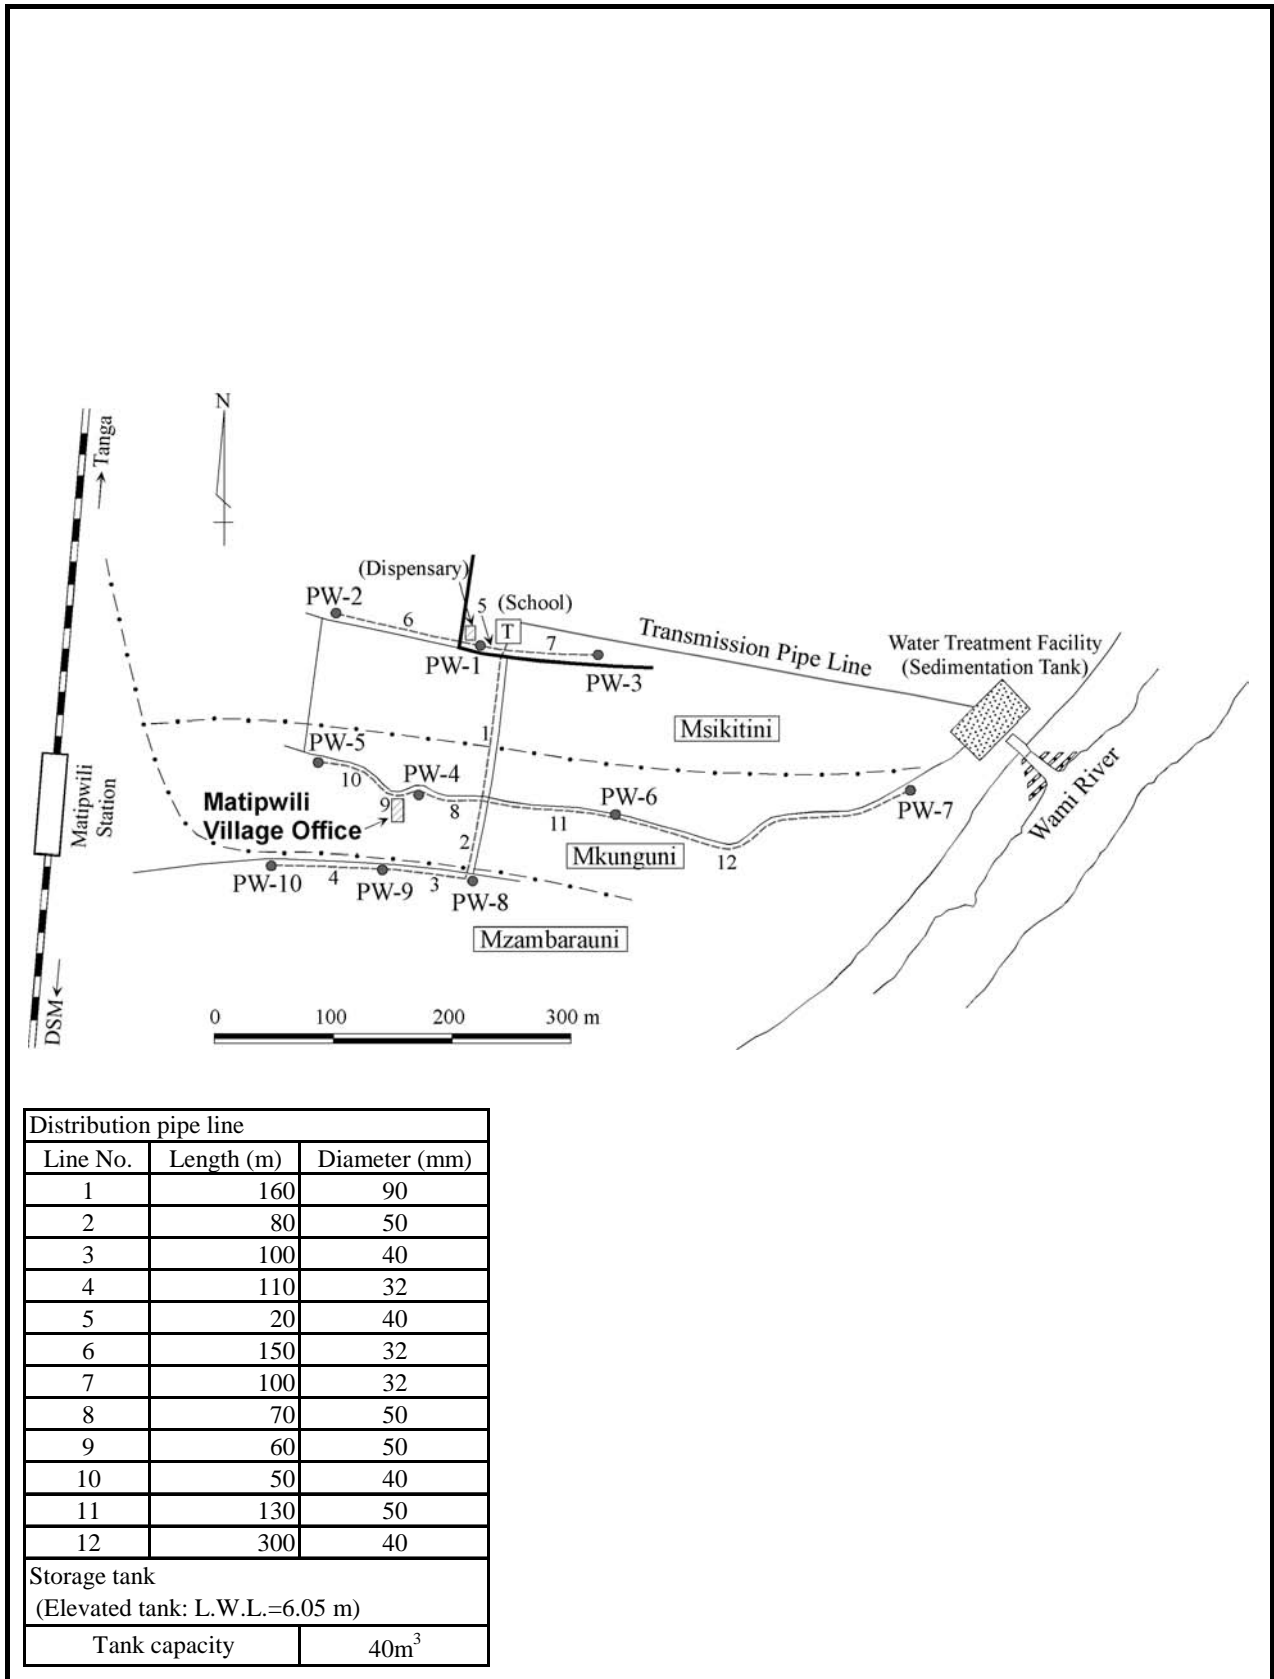 N
Tanga
(Dispensary)
PW-2
5
(School)
6
T
7
Transmission Pipe Line
Water Treatment Facility
(Sedimentation Tank)
PW-1
PW-3
Msikitini
1
PW-5
10
PW-4
Matipwili
Station
Matipwili
Village Office
9
8
11
PW-6
PW-7
Wami River
2
Mkunguni
12
PW-10
4
PW-9
3
PW-8
Mzambarauni
DSM
0 100 200 300 m
Distribution pipe line
Line No. Length (m) Diameter (mm)
1 160 90
2 80 50
3 100 40
4 110 32
5 20 40
6 150 32
7 100 32
8 70 50
9 60 50
10 50 40
11 130 50
12 300 40
Storage tank
(Elevated tank: L.W.L.=6.05 m)
Tank capacity 40m³